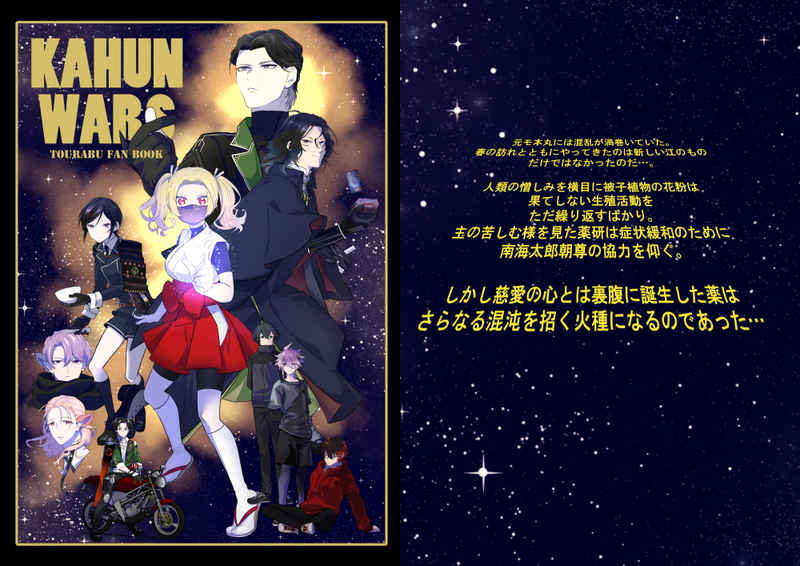 KAHUN
WARS
TOURABU FAN BOOK
元モ本丸には混乱が渦巻いていた。
春の訪れとともにやってきたのは新しい江のもの
だけではなかったのだ…。
人類の憎しみを横目に被子植物の花粉は
果てしない生殖活動を
ただ繰り返すばかり。
主の苦しむ様を見た薬研は症状緩和のために
南海太郎朝尊の協力を仰ぐ。
しかし慈愛の心とは裏腹に誕生した薬は
さらなる混沌を招く火種になるのであった…